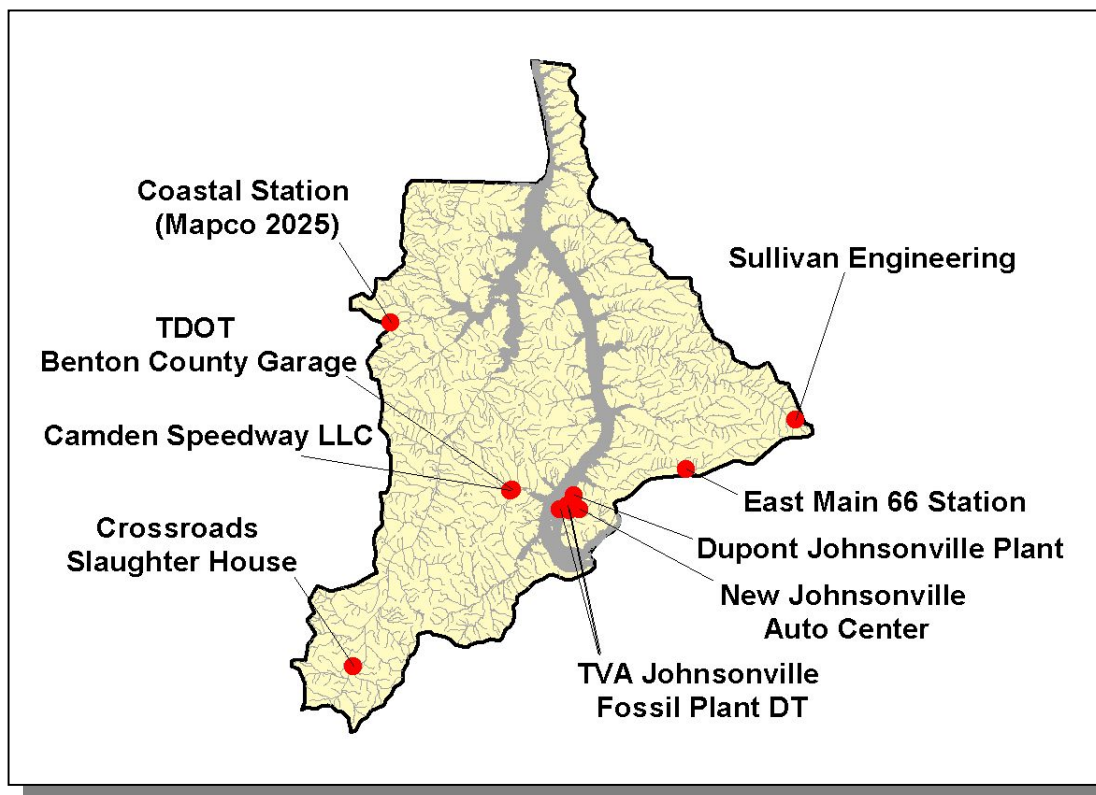 Coastal Station
(Mapco 2025)
Sullivan Engineering
TDOT
Benton County Garage
Camden Speedway LLC
East Main 66 Station
Crossroads
Slaughter House
Dupont Johnsonville Plant
New Johnsonville
Auto Center
TVA Johnsonville
Fossil Plant DT